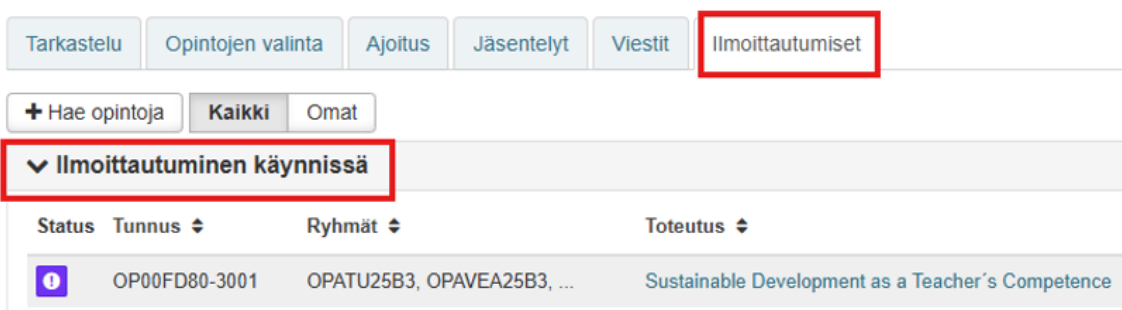 Tarkastelu Opintojen valinta Ajoitus Jäsentelyt Viestit Ilmoittautumiset
+ Hae opintoja Kaikki Omat
Ilmoittautuminen käynnissä
Status Tunnus Ryhmät Toteutus
OP00FD80-3001 OPATU25B3, OPAVEA25B3, ... Sustainable Development as a Teacher´s Competence